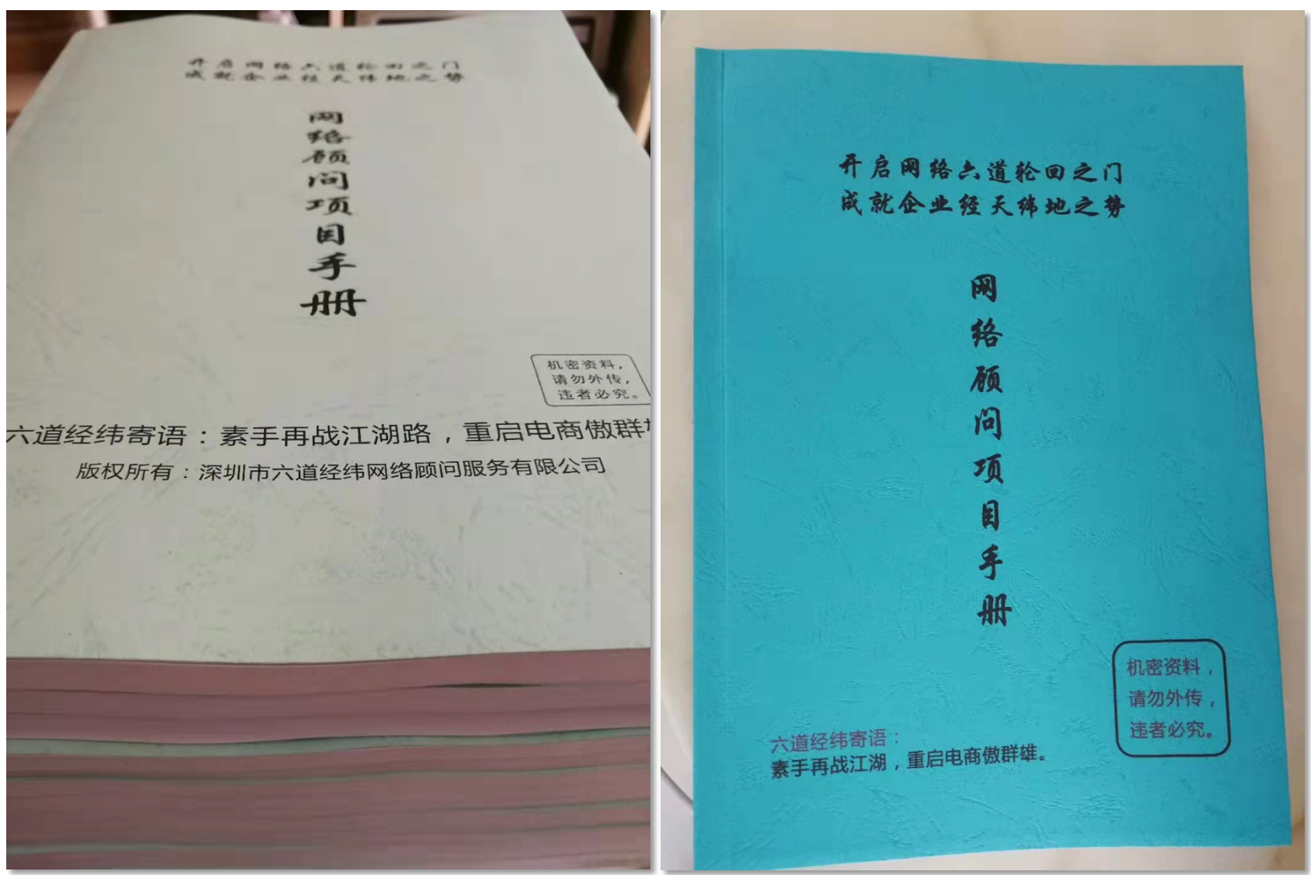 开启网络六道轮回之门
成就企业经天纬地之势
网络顾问项目手册
机密资料，
请勿外传，
违者必究。
六道经纬寄语：素手再战江湖路，重启电商傲群
版权所有：深圳市六道经纬网络顾问服务有限公司
开启网络六道轮回之门
成就企业经天纬地之势
网络顾问项目手册
机密资料，
请勿外传，
违者必究。
六道经纬寄语：
素手再战江湖，重启电商傲群雄。